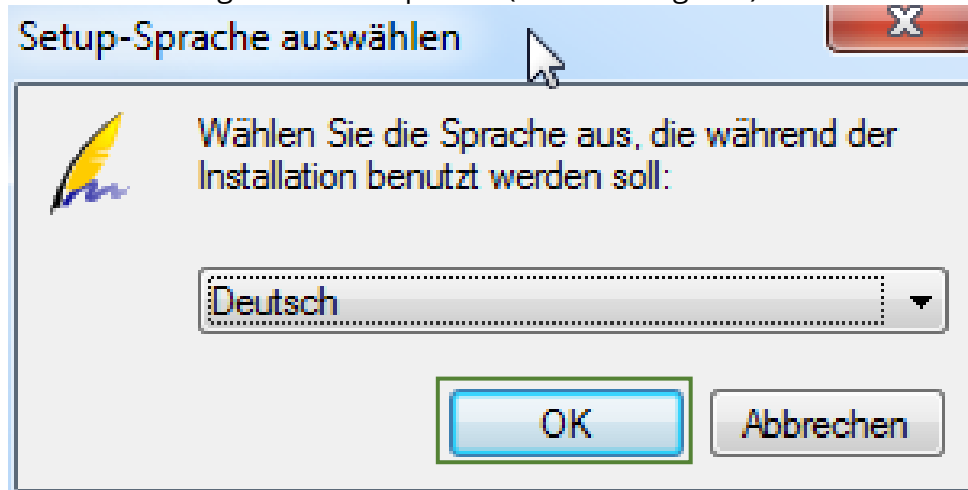 Setup-Sprache auswählen
Wählen Sie die Sprache aus, die während der
Installation benutzt werden soll:
Deutsch
OK
Abbrechen